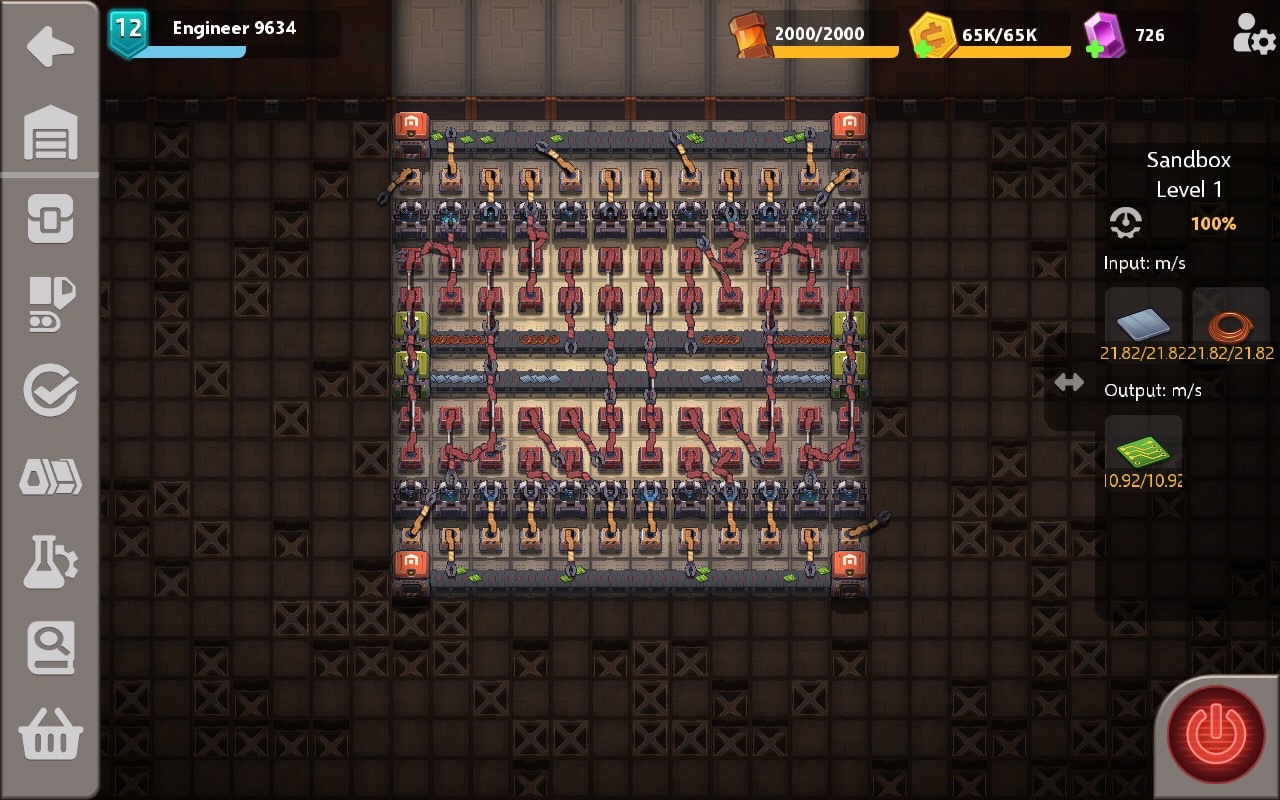 12
Engineer 9634
2000/2000
65K/65K
726
Sandbox
Level 1
100%
Input: m/s
21.82/21.82
21.82/21.82
Output: m/s
10.92/10.92